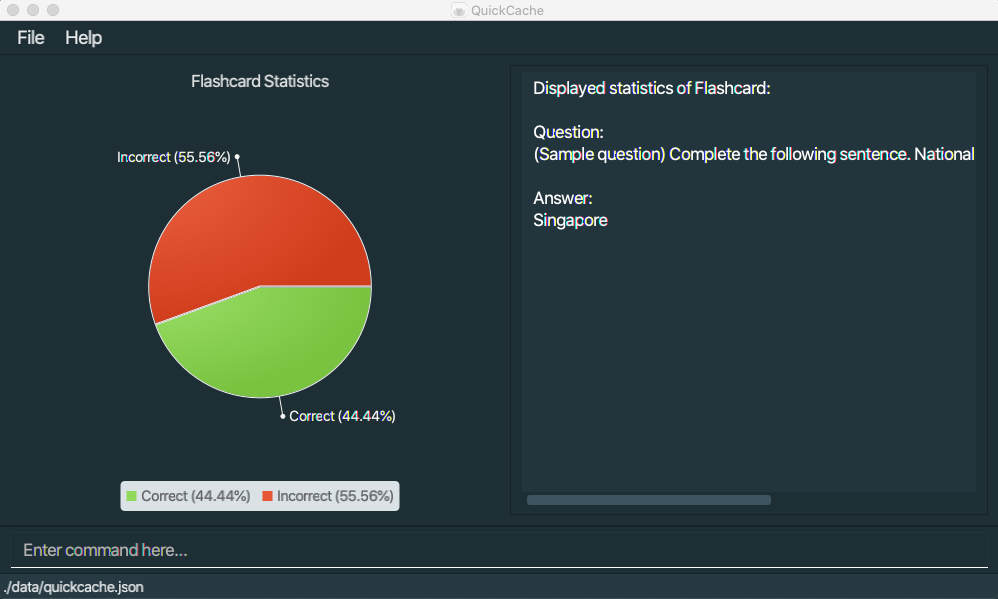 QuickCache
File Help
Flashcard Statistics
Incorrect (55.56%)
Correct (44.44%)
Correct (44.44%) Incorrect (55.56%)
Displayed statistics of Flashcard:
Question:
(Sample question) Complete the following sentence. National
Answer:
Singapore
Enter command here...
./data/quickcache.json